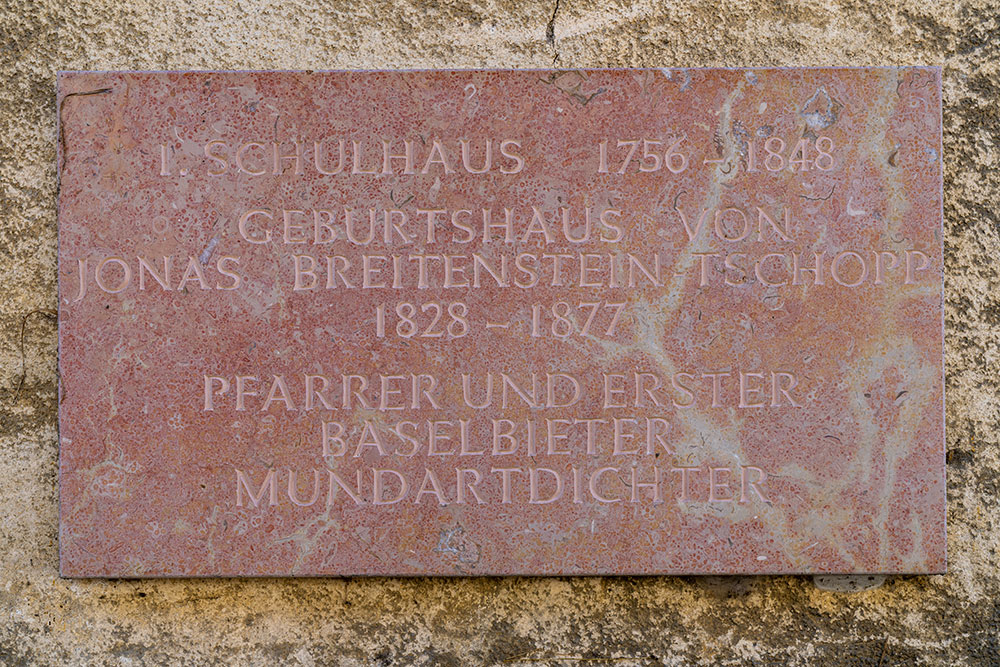 1. SCHULHAUS 1756 – 1848
GEBURTSHAUS VON
JONAS BREITENSTEIN TSCHOPP
1828 – 1877
PFARRER UND ERSTER
BASELBIETER
MUNDARTDICHTER